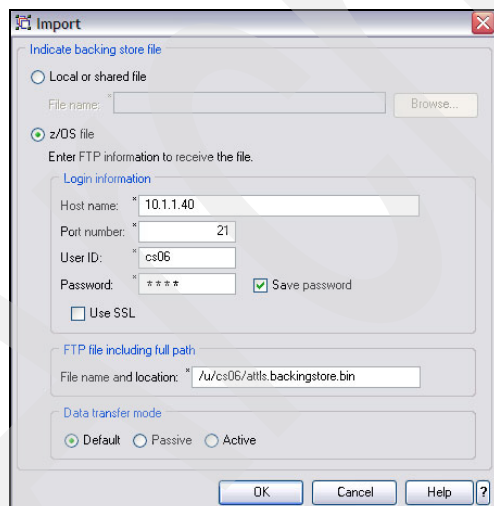 Import
Indicate backing store file
Local or shared file
File name: *
Browse...
z/OS file
Enter FTP information to receive the file.
Login information
Host name: * 10.1.1.40
Port number: * 21
User ID: * cs06
Password: * **** Save password
Use SSL
FTP file including full path
File name and location: * /u/cs06/attls.backingstore.bin
Data transfer mode
Default Passive Active
OK Cancel Help ?